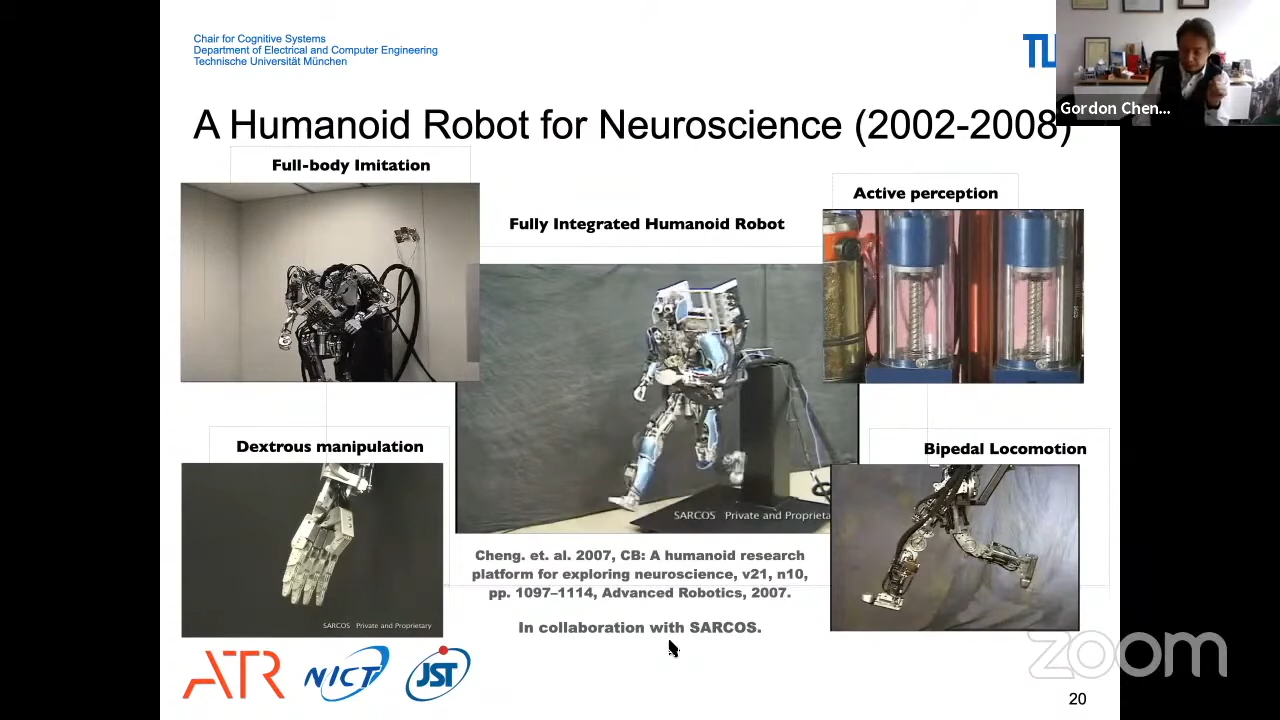 Chair for Cognitive Systems
Department of Electrical and Computer Engineering
Technische Universität München
Gordon Chen...
A Humanoid Robot for Neuroscience (2002-2008)
Full-body Imitation
Active perception
Fully Integrated Humanoid Robot
Dextrous manipulation
Bipedal Locomotion
SARCOS Private and Proprieta
SARCOS Private and Proprietary
Cheng. et. al. 2007, CB: A humanoid research
platform for exploring neuroscience, v21, n10,
pp. 1097–1114, Advanced Robotics, 2007.
In collaboration with SARCOS.
ATR
NICT
JST
zoom
20